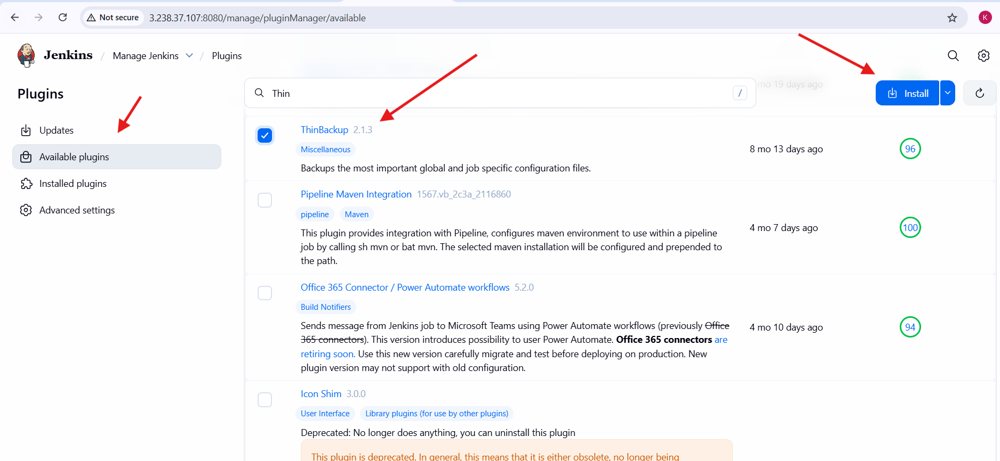 Not secure 3.238.37.107:8080/manage/pluginManager/available
K
Jenkins / Manage Jenkins / Plugins
Plugins
Thin /
mo 19 days ago
Install
Updates
Available plugins
Installed plugins
Advanced settings
ThinBackup 2.1.3
Miscellaneous
Backups the most important global and job specific configuration files.
8 mo 13 days ago
96
Pipeline Maven Integration 1567.vb_2c3a_2116860
pipeline Maven
This plugin provides integration with Pipeline, configures maven environment to use within a pipeline
job by calling sh mvn or bat mvn. The selected maven installation will be configured and prepended to
the path.
4 mo 7 days ago
100
Office 365 Connector / Power Automate workflows 5.2.0
Build Notifiers
Sends message from Jenkins job to Microsoft Teams using Power Automate workflows (previously Office
365 connectors). This version introduces possibility to user Power Automate. Office 365 connectors are
retiring soon. Use this new version carefully migrate and test before deploying on production. New
plugin version may not support with old configuration.
4 mo 10 days ago
94
Icon Shim 3.0.0
User Interface Library plugins (for use by other plugins)
Deprecated: No longer does anything, you can uninstall this plugin
This plugin is deprecated. In general, this means that it is either obsolete, no longer being